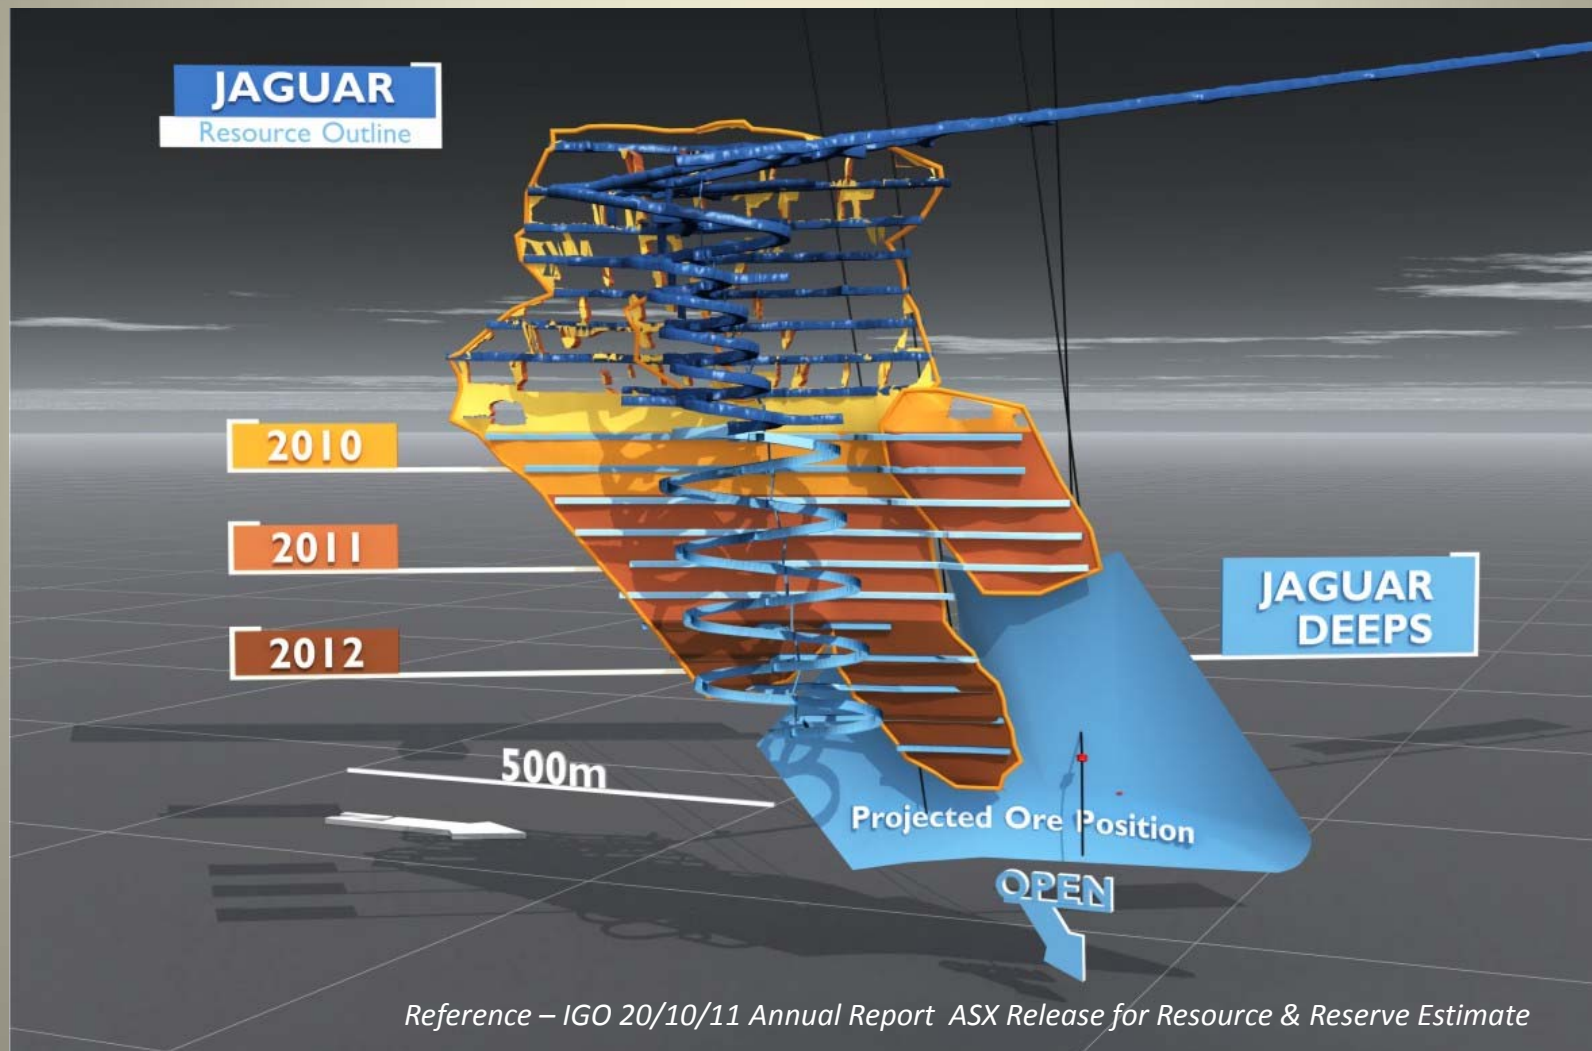 JAGUAR
Resource Outline
2010
2011
2012
JAGUAR
DEEPS
500m
Projected Ore Position
OPEN
Reference – IGO 20/10/11 Annual Report  ASX Release for Resource & Reserve Estimate